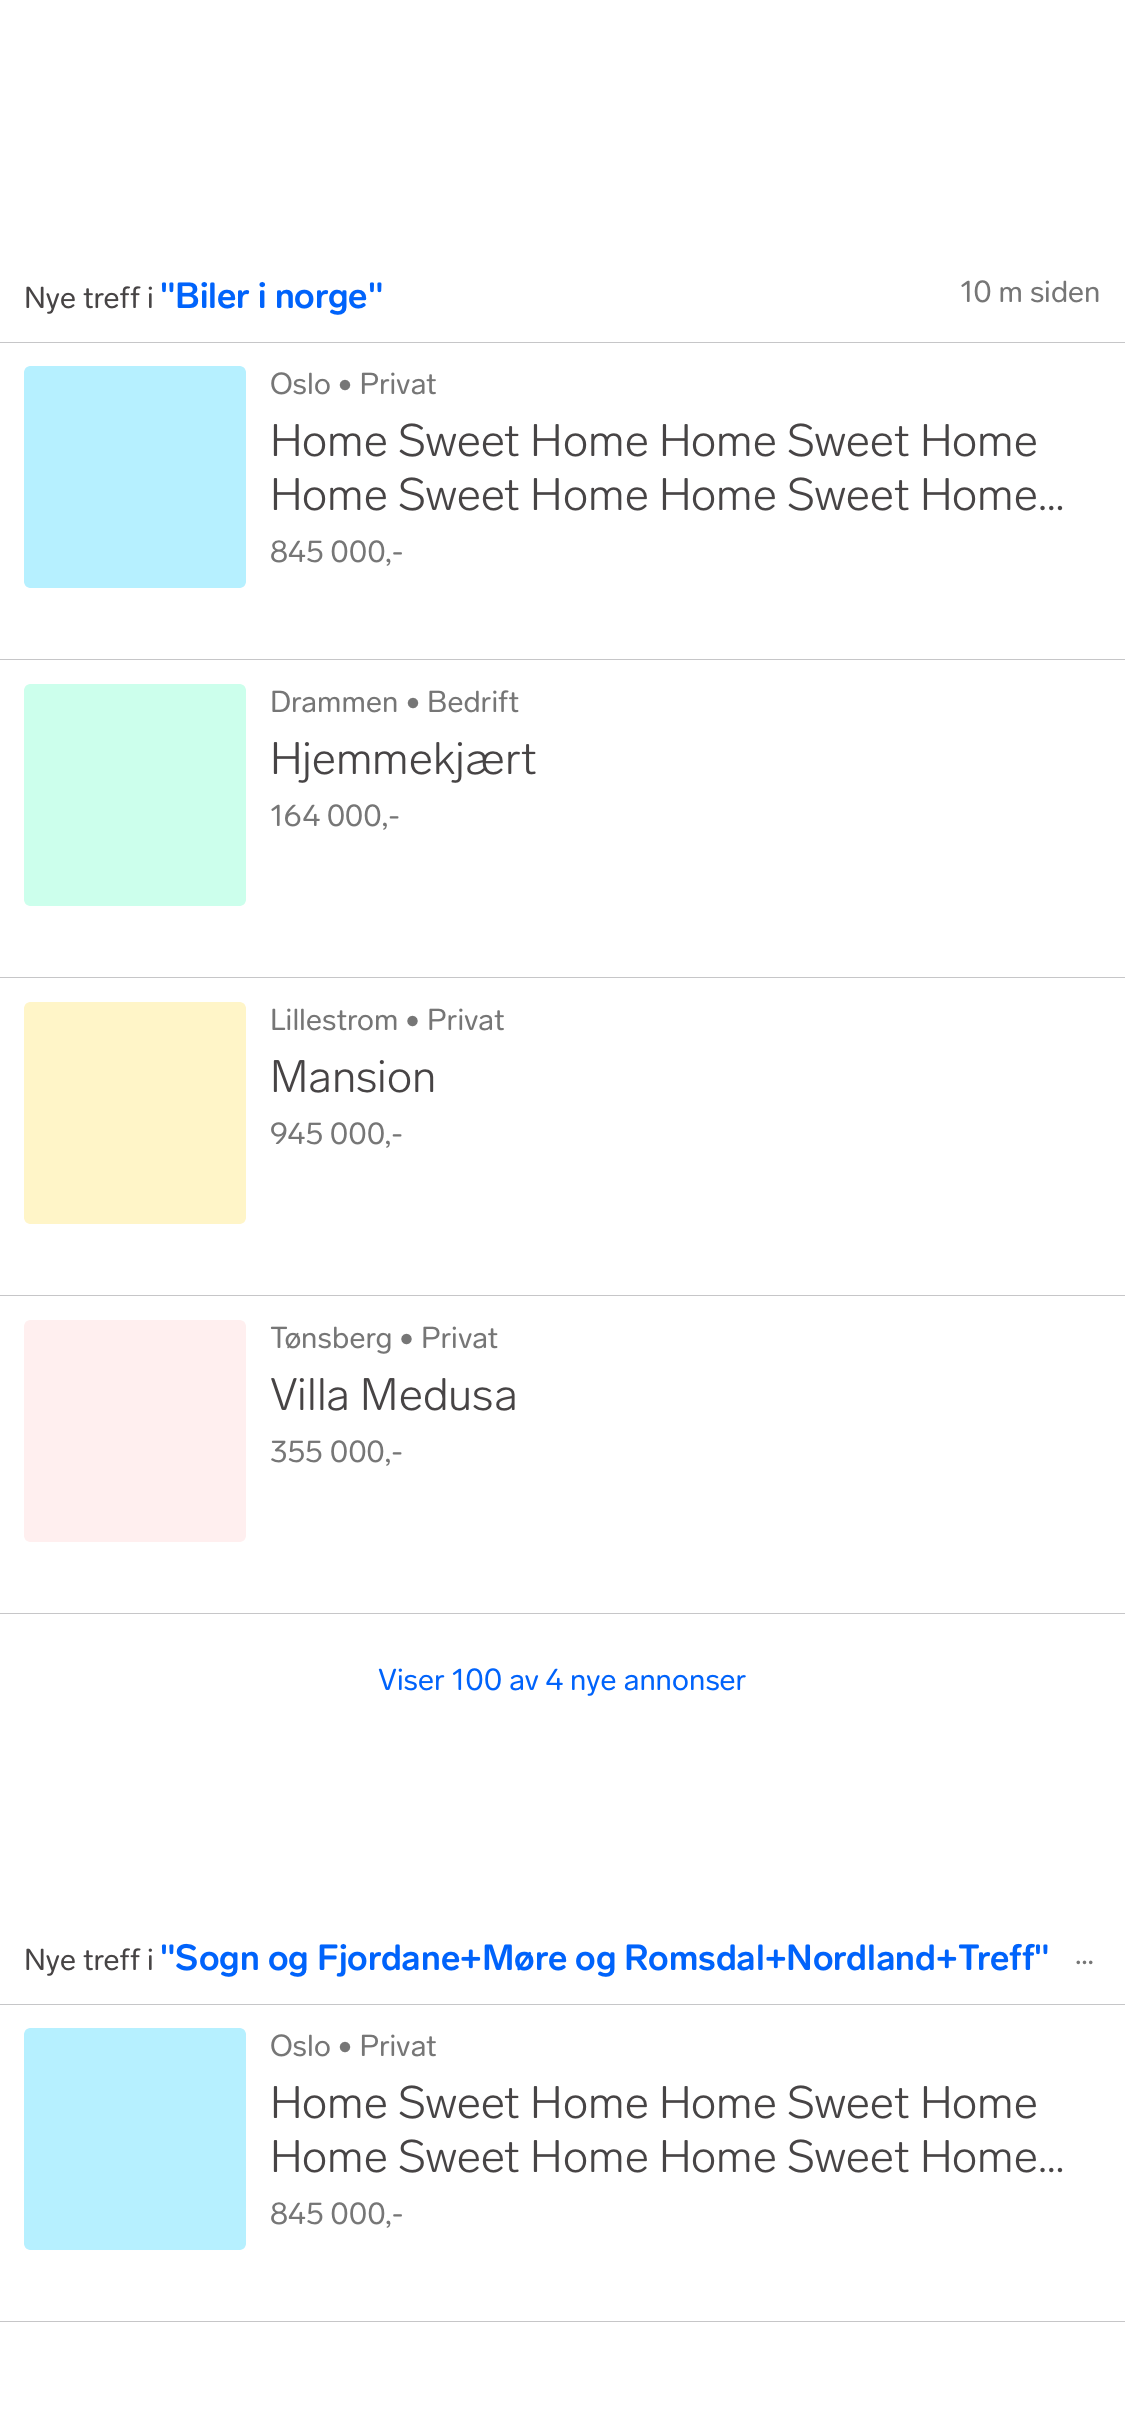 Nye treff i "Biler i norge" 10 m siden
Oslo • Privat
Home Sweet Home Home Sweet Home
Home Sweet Home Home Sweet Home...
845 000,-
Drammen • Bedrift
Hjemmekjært
164 000,-
Lillestrom • Privat
Mansion
945 000,-
Tønsberg • Privat
Villa Medusa
355 000,-
Viser 100 av 4 nye annonser
Nye treff i "Sogn og Fjordane+Møre og Romsdal+Nordland+Treff" ...
Oslo • Privat
Home Sweet Home Home Sweet Home
Home Sweet Home Home Sweet Home...
845 000,-